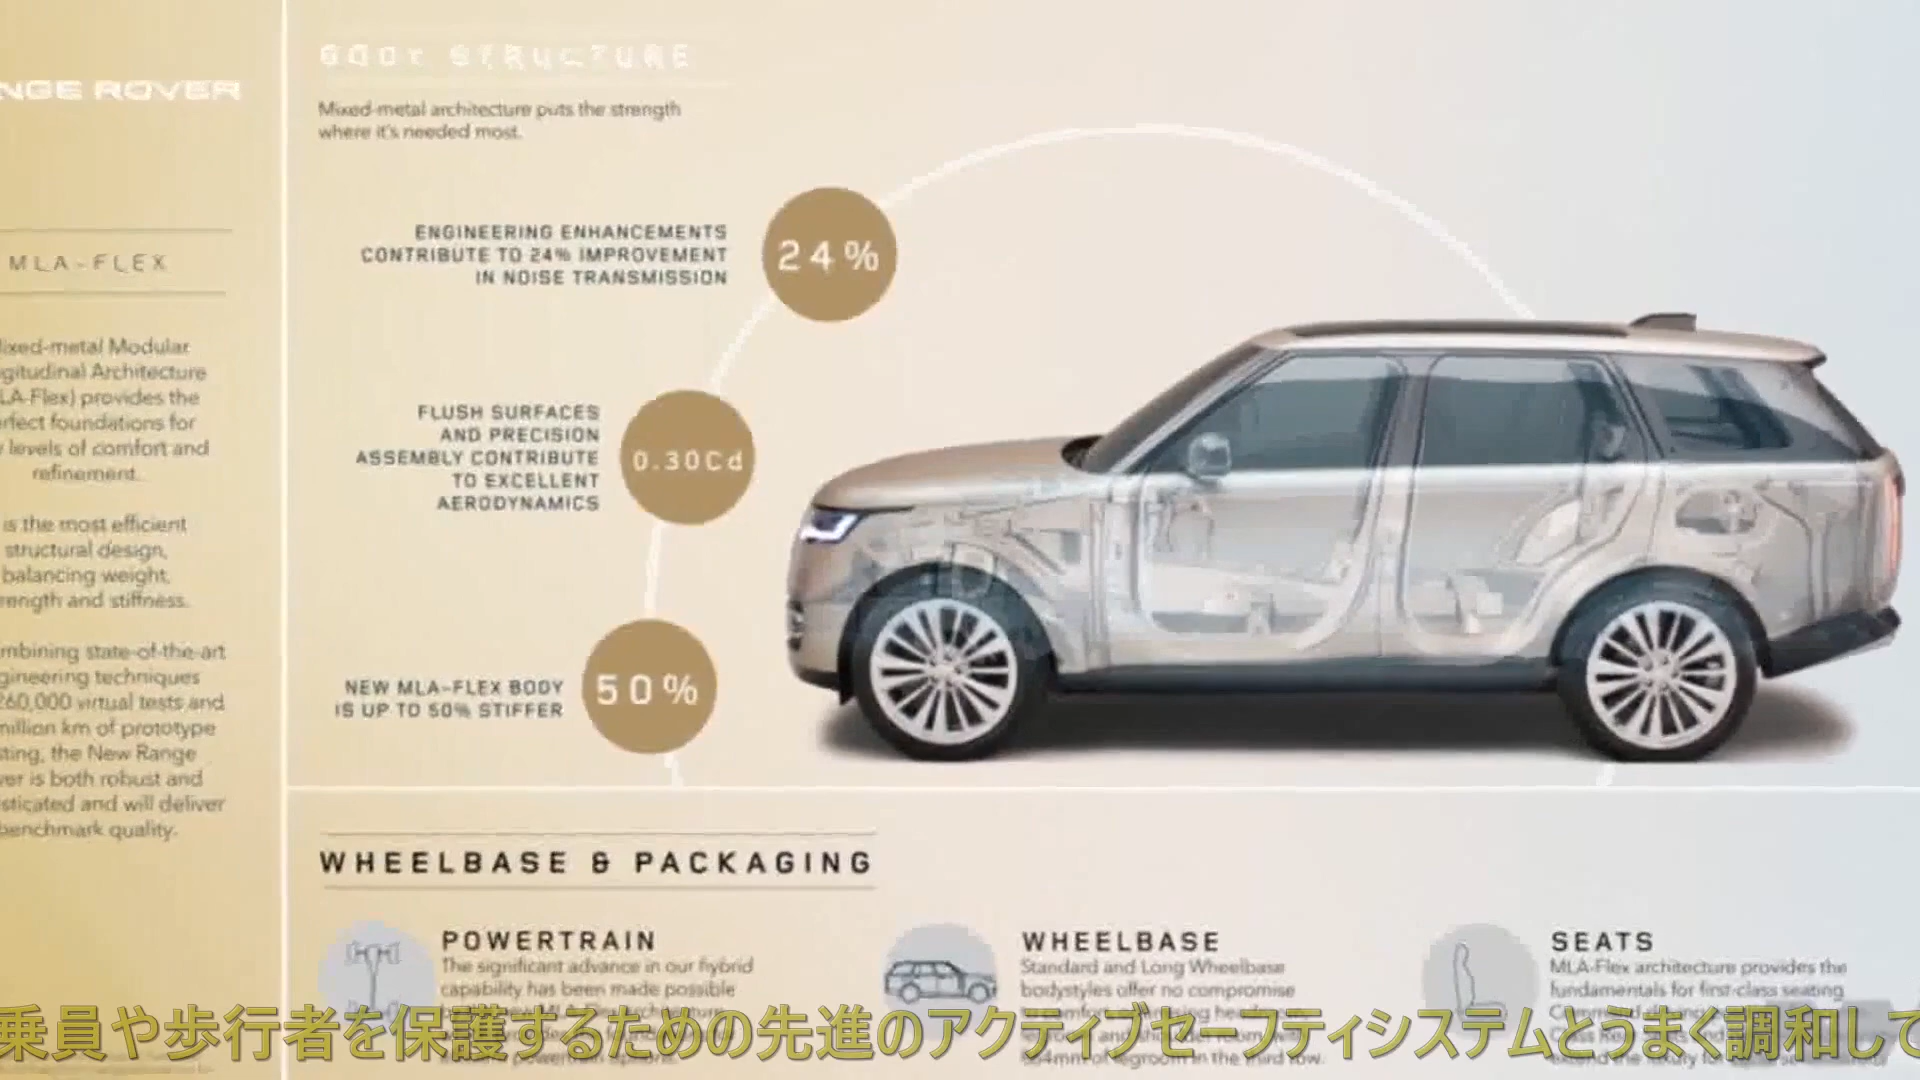 NGE ROVER
MLA-FLEX
ixed-metal Modular
gitudinal Architecture
LA-Flex) provides the
rfect foundations for
levels of comfort and
refinement.
is the most efficient
structural design,
balancing weight,
rength and stiffness.
mbining state-of-the-art
gineering techniques
260,000 virtual tests and
million km of prototype
sting, the New Range
ver is both robust and
sticated and will deliver
benchmark quality.
BODY STRUCTURE
Mixed-metal architecture puts the strength
where it's needed most.
ENGINEERING ENHANCEMENTS
CONTRIBUTE TO 24% IMPROVEMENT
IN NOISE TRANSMISSION
24%
FLUSH SURFACES
AND PRECISION
ASSEMBLY CONTRIBUTE
TO EXCELLENT
AERODYNAMICS
0.30Cd
NEW MLA-FLEX BODY
IS UP TO 50% STIFFER
50%
WHEELBASE & PACKAGING
POWERTRAIN
The significant advance in our hybrid
capability has been made possible
WHEELBASE
Standard and Long Wheelbase
bodystyles offer no compromise
legroom in the third row.
SEATS
MLA-Flex architecture provides the
fundamentals for first-class seating
乗員や歩行者を保護するための先進のアクティブセーフティシステムとうまく調和して